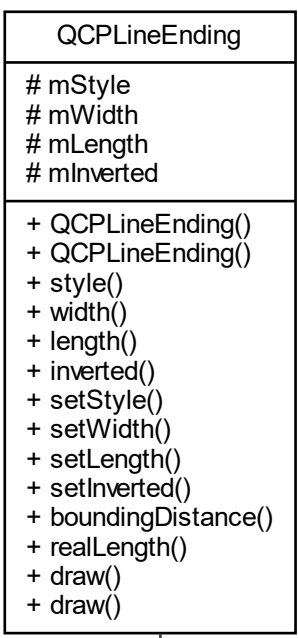 QCPLineEnding
# mStyle
# mWidth
# mLength
# mInverted
+ QCPLineEnding()
+ QCPLineEnding()
+ style()
+ width()
+ length()
+ inverted()
+ setStyle()
+ setWidth()
+ setLength()
+ setInverted()
+ boundingDistance()
+ realLength()
+ draw()
+ draw()